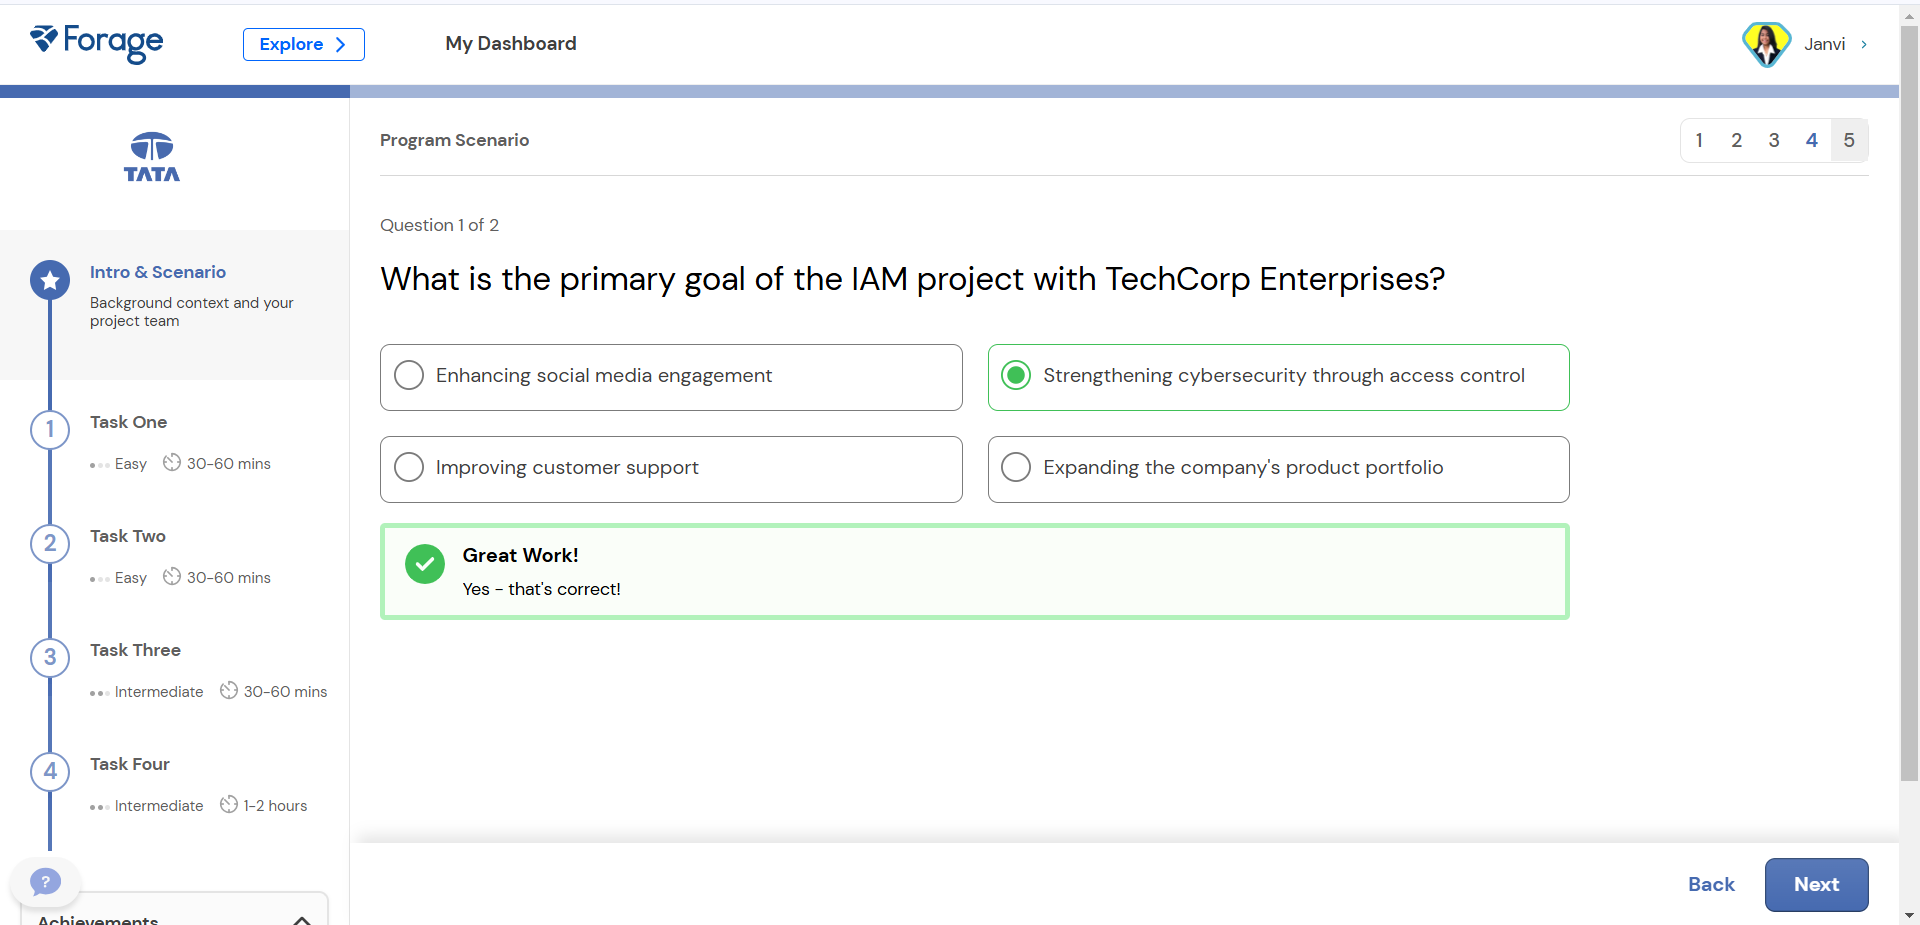 Forage
Explore
My Dashboard
Janvi
TATA
Intro & Scenario
Background context and your
project team
1
Task One
Easy 30-60 mins
2
Task Two
Easy 30-60 mins
3
Task Three
Intermediate 30-60 mins
4
Task Four
Intermediate 1-2 hours
?
Achievements
Program Scenario
1 2 3 4 5
Question 1 of 2
What is the primary goal of the IAM project with TechCorp Enterprises?
Enhancing social media engagement
Strengthening cybersecurity through access control
Improving customer support
Expanding the company's product portfolio
Great Work!
Yes - that's correct!
Back
Next